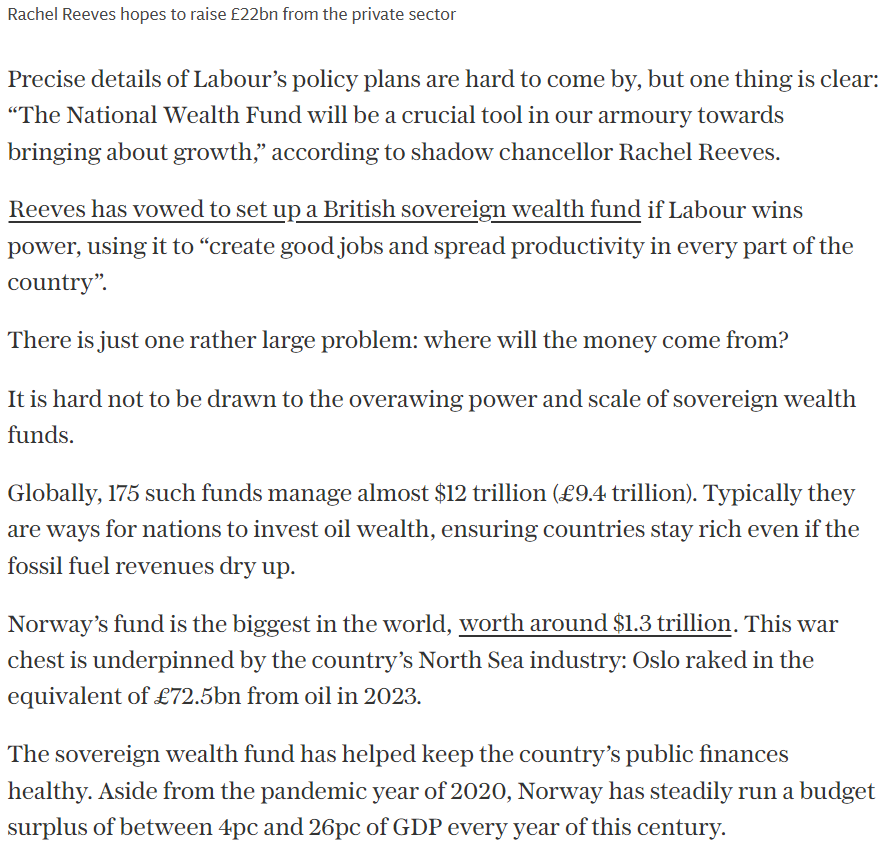 Rachel Reeves hopes to raise £22bn from the private sector
Precise details of Labour’s policy plans are hard to come by, but one thing is clear:
“The National Wealth Fund will be a crucial tool in our armoury towards
bringing about growth,” according to shadow chancellor Rachel Reeves.
Reeves has vowed to set up a British sovereign wealth fund if Labour wins
power, using it to “create good jobs and spread productivity in every part of the
country”.
There is just one rather large problem: where will the money come from?
It is hard not to be drawn to the overawing power and scale of sovereign wealth
funds.
Globally, 175 such funds manage almost $12 trillion (£9.4 trillion). Typically they
are ways for nations to invest oil wealth, ensuring countries stay rich even if the
fossil fuel revenues dry up.
Norway’s fund is the biggest in the world, worth around $1.3 trillion. This war
chest is underpinned by the country’s North Sea industry: Oslo raked in the
equivalent of £72.5bn from oil in 2023.
The sovereign wealth fund has helped keep the country’s public finances
healthy. Aside from the pandemic year of 2020, Norway has steadily run a budget
surplus of between 4pc and 26pc of GDP every year of this century.